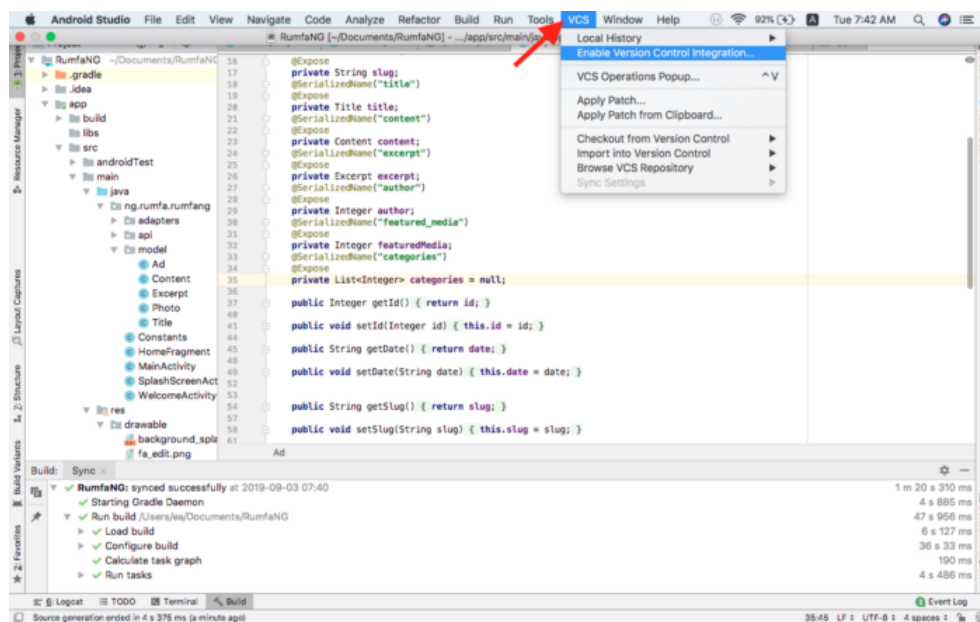 Android Studio File Edit View Navigate Code Analyze Refactor Build Run Tools VCS Window Help 92% Tue 7:42 AM
RumfaNG [~/Documents/RumfaNG] - .../app/src/main/jav
Local History
Enable Version Control Integration...
VCS Operations Popup... ^V
Apply Patch...
Apply Patch from Clipboard...
Checkout from Version Control
Import into Version Control
Browse VCS Repository
Sync Settings
Resource Manager
Layout Captures
Z: Structure
Build Variants
2: Favorites
RumfaNG ~/Documents/RumfaNG
.gradle
.idea
app
build
libs
src
androidTest
main
java
ng.rumfa.rumfang
adapters
api
model
Ad
Content
Excerpt
Photo
Title
Constants
HomeFragment
MainActivity
SplashScreenAct
WelcomeActivity
res
drawable
background_spla
fa_edit.png
16 @Expose
17 private String slug;
18 @SerializedName("title")
19 @Expose
20 private Title title;
21 @SerializedName("content")
22 @Expose
23 private Content content;
24 @SerializedName("excerpt")
25 @Expose
26 private Excerpt excerpt;
27 @SerializedName("author")
28 @Expose
29 private Integer author;
30 @SerializedName("featured_media")
31 @Expose
32 private Integer featuredMedia;
33 @SerializedName("categories")
34 @Expose
35 private List<Integer> categories = null;
36
37 public Integer getId() { return id; }
40
41 public void setId(Integer id) { this.id = id; }
44
45 public String getDate() { return date; }
48
49 public void setDate(String date) { this.date = date; }
52
53
54 public String getSlug() { return slug; }
57
58 public void setSlug(String slug) { this.slug = slug; }
61
Ad
Build: Sync
RumfaNG: synced successfully at 2019-09-03 07:40 1 m 20 s 310 ms
Starting Gradle Daemon 4 s 885 ms
Run build /Users/ea/Documents/RumfaNG 47 s 956 ms
Load build 6 s 127 ms
Configure build 36 s 33 ms
Calculate task graph 190 ms
Run tasks 4 s 486 ms
6: Logcat TODO Terminal Build Event Log
Source generation ended in 4 s 375 ms (a minute ago) 35:45 LF UTF-8 4 spaces